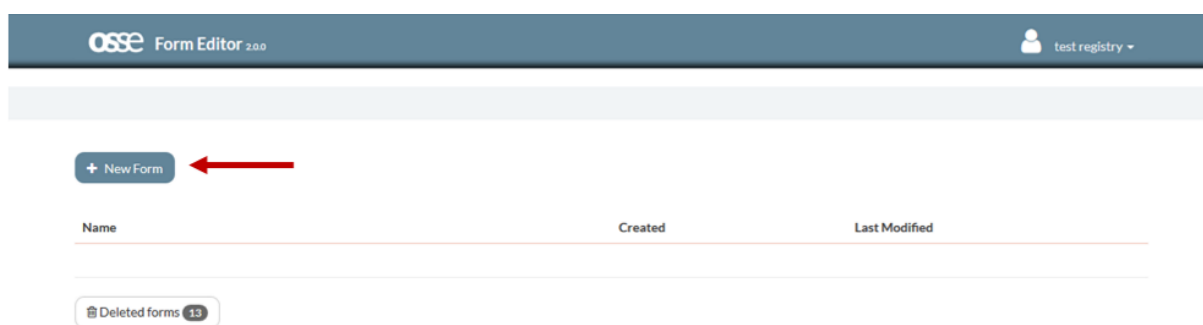 osse Form Editor 2.0.0
test registry
+ New Form
Name Created Last Modified
Deleted forms 13